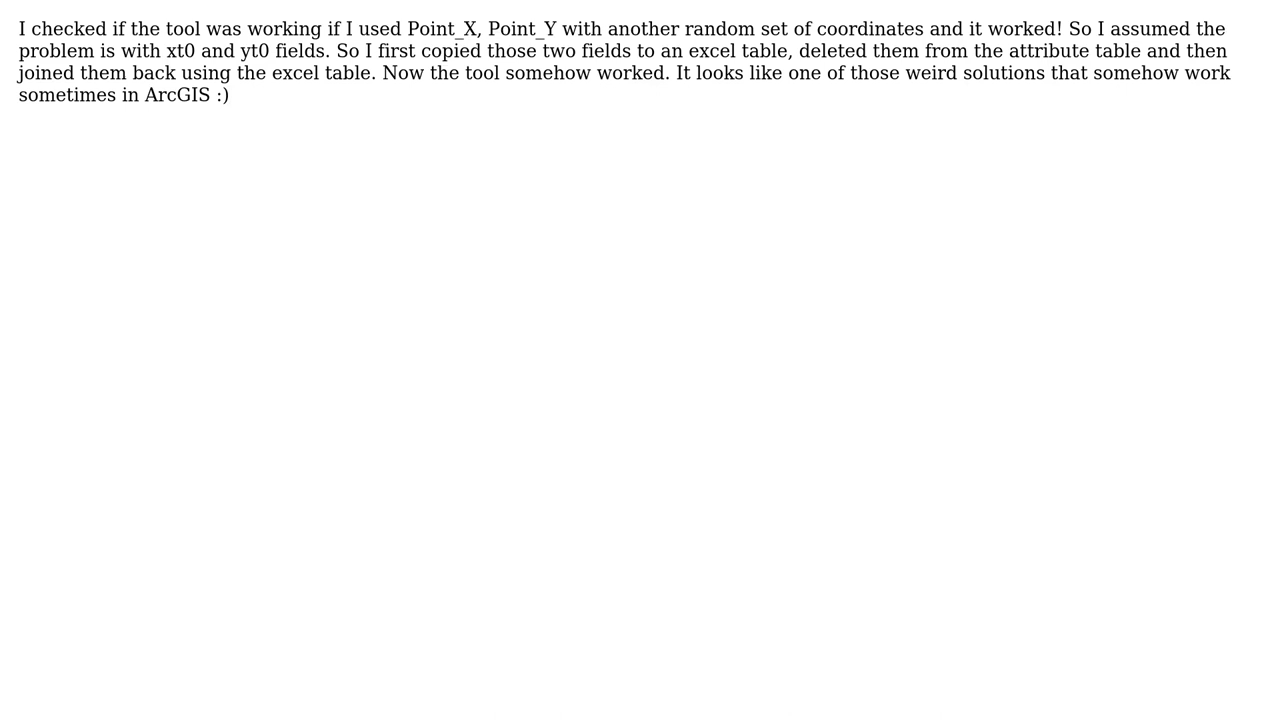 I checked if the tool was working if I used Point_X, Point_Y with another random set of coordinates and it worked! So I assumed the
problem is with xt0 and yt0 fields. So I first copied those two fields to an excel table, deleted them from the attribute table and then
joined them back using the excel table. Now the tool somehow worked. It looks like one of those weird solutions that somehow work
sometimes in ArcGIS :)